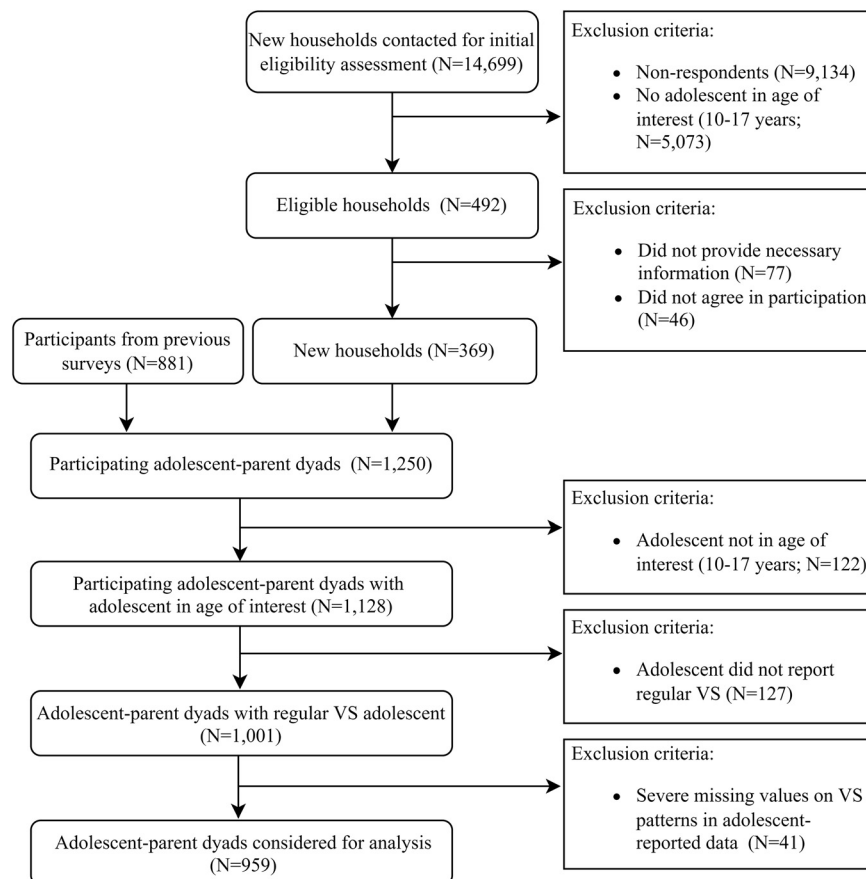 New households contacted for initial
eligibility assessment (N=14,699)
Exclusion criteria:
• Non-respondents (N=9,134)
• No adolescent in age of
interest (10-17 years;
N=5,073)
Eligible households (N=492)
Exclusion criteria:
• Did not provide necessary
information (N=77)
• Did not agree in participation
(N=46)
Participants from previous
surveys (N=881)
New households (N=369)
Participating adolescent-parent dyads (N=1,250)
Exclusion criteria:
• Adolescent not in age of
interest (10-17 years; N=122)
Participating adolescent-parent dyads with
adolescent in age of interest (N=1,128)
Exclusion criteria:
• Adolescent did not report
regular VS (N=127)
Adolescent-parent dyads with regular VS adolescent
(N=1,001)
Exclusion criteria:
• Severe missing values on VS
patterns in adolescent-
reported data (N=41)
Adolescent-parent dyads considered for analysis
(N=959)